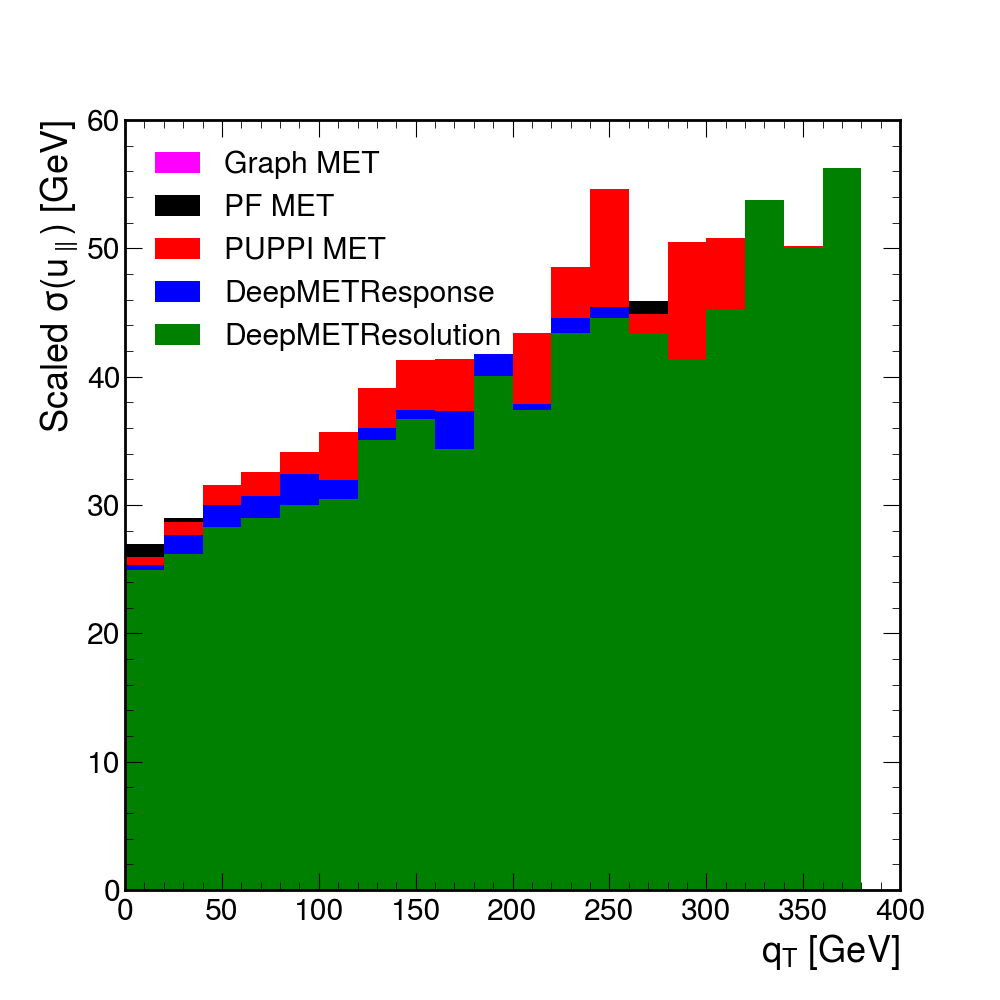 Scaled σ(u∥) [GeV]
60
50
40
30
20
10
0
Graph MET
PF MET
PUPPI MET
DeepMETResponse
DeepMETResolution
0 50 100 150 200 250 300 350 400
qT [GeV]